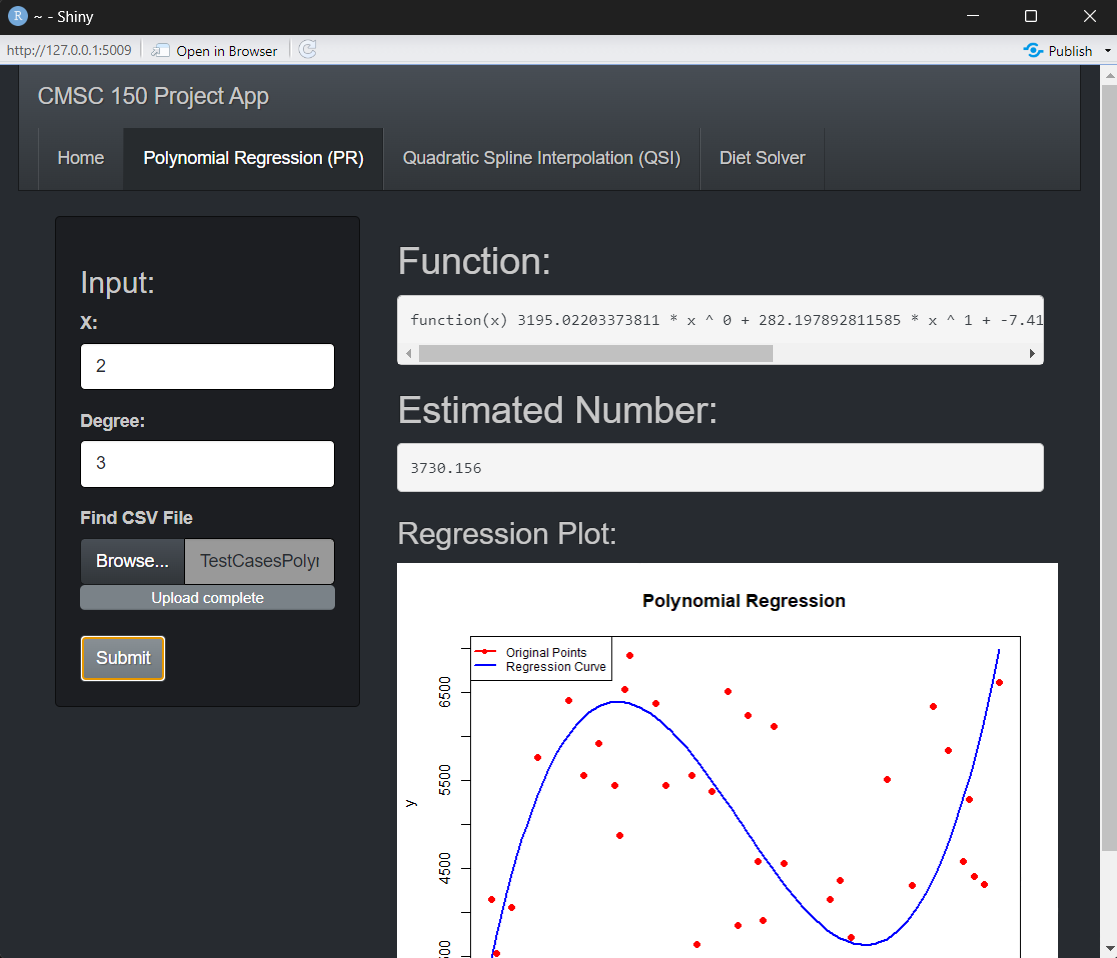 ~ - Shiny
http://127.0.0.1:5009 Open in Browser Publish
CMSC 150 Project App
Home Polynomial Regression (PR) Quadratic Spline Interpolation (QSI) Diet Solver
Input:
X:
2
Degree:
3
Find CSV File
Browse... TestCasesPolyr
Upload complete
Submit
Function:
function(x) 3195.02203373811 * x ^ 0 + 282.197892811585 * x ^ 1 + -7.41
Estimated Number:
3730.156
Regression Plot:
Polynomial Regression
Original Points
Regression Curve
6500
5500
4500
y